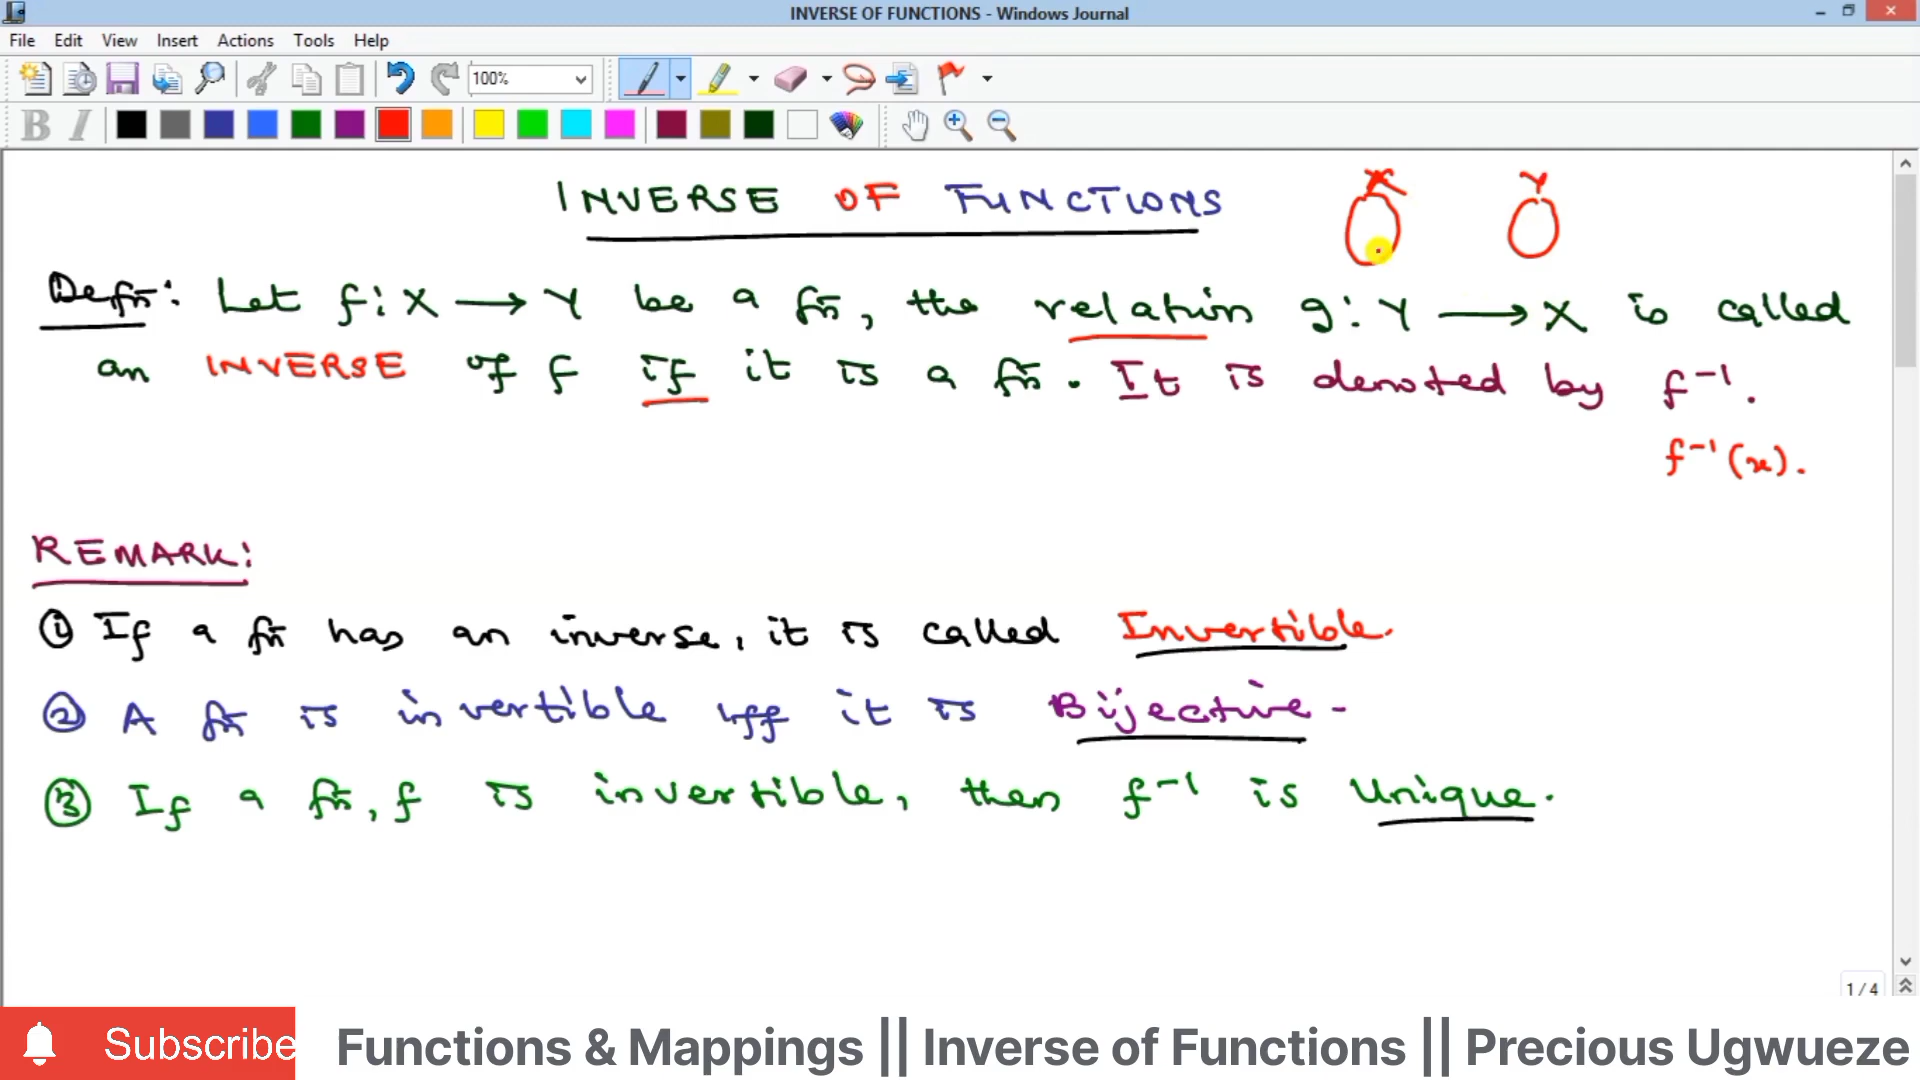 INVERSE OF FUNCTIONS - Windows Journal
File Edit View Insert Actions Tools Help
100%
B I
INVERSE OF FUNCTIONS
X Y
Defn̄: Let f: X ⟶ Y be a fn̄, the relation g: Y ⟶ X is called
an INVERSE of f if it is a fn̄. It is denoted by f⁻¹.
f⁻¹(x).
REMARK:
① If a fn̄ has an inverse, it is called Invertible.
② A fn̄ is invertible iff it is Bijective.
③ If a fn̄, f is invertible, then f⁻¹ is Unique.
1 / 4
Subscribe Functions & Mappings || Inverse of Functions || Precious Ugwueze